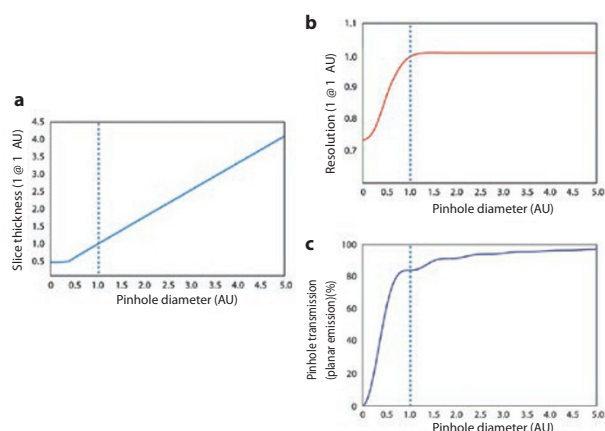 a
Slice thickness (1 @ 1 AU)
4.5
4.0
3.5
3.0
2.5
2.0
1.5
1.0
0.5
0.0 0.5 1.0 1.5 2.0 2.5 3.0 3.5 4.0 4.5 5.0
Pinhole diameter (AU)
b
Resolution (1 @ 1 AU)
1.1
1.0
0.9
0.8
0.7
0 0.5 1.0 1.5 2.0 2.5 3.0 3.5 4.0 4.5 5.0
Pinhole diameter (AU)
c
Pinhole transmission
(planar emission)(%)
100
80
60
40
20
0
0 0.5 1.0 1.5 2.0 2.5 3.0 3.5 4.0 4.5 5.0
Pinhole diameter (AU)